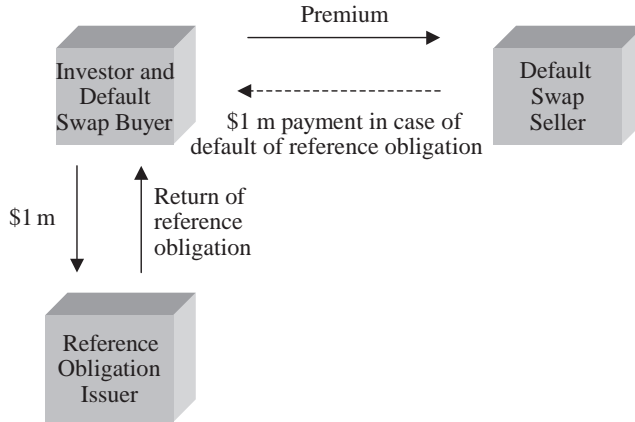 Premium
Investor and
Default
Swap Buyer
Default
Swap
Seller
$1 m payment in case of
default of reference obligation
$1 m
Return of
reference
obligation
Reference
Obligation
Issuer